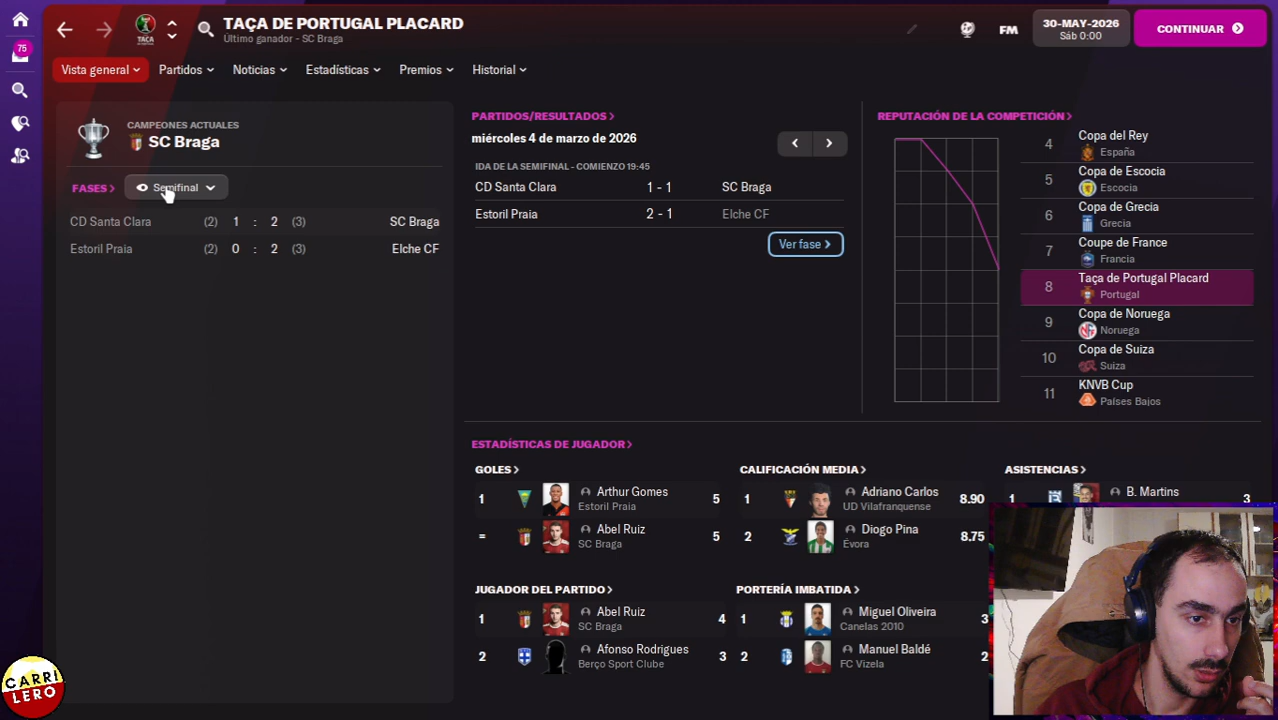 TAÇA DE PORTUGAL PLACARD
Último ganador - SC Braga
TAÇA
FM
30-MAY-2026
Sáb 0:00
CONTINUAR
75
Vista general
Partidos
Noticias
Estadísticas
Premios
Historial
CAMPEONES ACTUALES
SC Braga
FASES
Semifinal
CD Santa Clara (2) 1 : 2 (3) SC Braga
Estoril Praia (2) 0 : 2 (3) Elche CF
PARTIDOS/RESULTADOS
miércoles 4 de marzo de 2026
IDA DE LA SEMIFINAL - COMIENZO 19:45
CD Santa Clara 1 - 1 SC Braga
Estoril Praia 2 - 1 Elche CF
Ver fase
REPUTACIÓN DE LA COMPETICIÓN
4 Copa del Rey
España
5 Copa de Escocia
Escocia
6 Copa de Grecia
Grecia
7 Coupe de France
Francia
8 Taça de Portugal Placard
Portugal
9 Copa de Noruega
Noruega
10 Copa de Suiza
Suiza
11 KNVB Cup
Países Bajos
ESTADÍSTICAS DE JUGADOR
GOLES
1 Arthur Gomes 5
Estoril Praia
= Abel Ruiz 5
SC Braga
CALIFICACIÓN MEDIA
1 Adriano Carlos 8.90
UD Vilafranquense
2 Diogo Pina 8.75
Évora
ASISTENCIAS
1 B. Martins 3
JUGADOR DEL PARTIDO
1 Abel Ruiz 4
SC Braga
2 Afonso Rodrigues 3
Berço Sport Clube
PORTERÍA IMBATIDA
1 Miguel Oliveira 3
Canelas 2010
2 Manuel Baldé 2
FC Vizela
CARRI
LERO